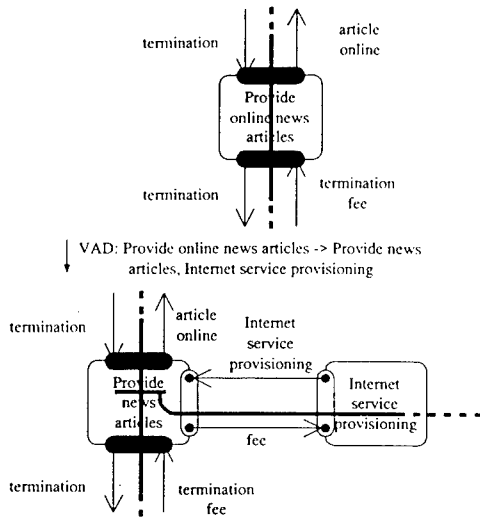 termination
article
online
Provide
online news
articles
termination
termination
fee
VAD: Provide online news articles -> Provide news
articles, Internet service provisioning
termination
article
online
Internet
service
provisioning
Provide
news
articles
Internet
service
provisioning
fee
termination
termination
fee